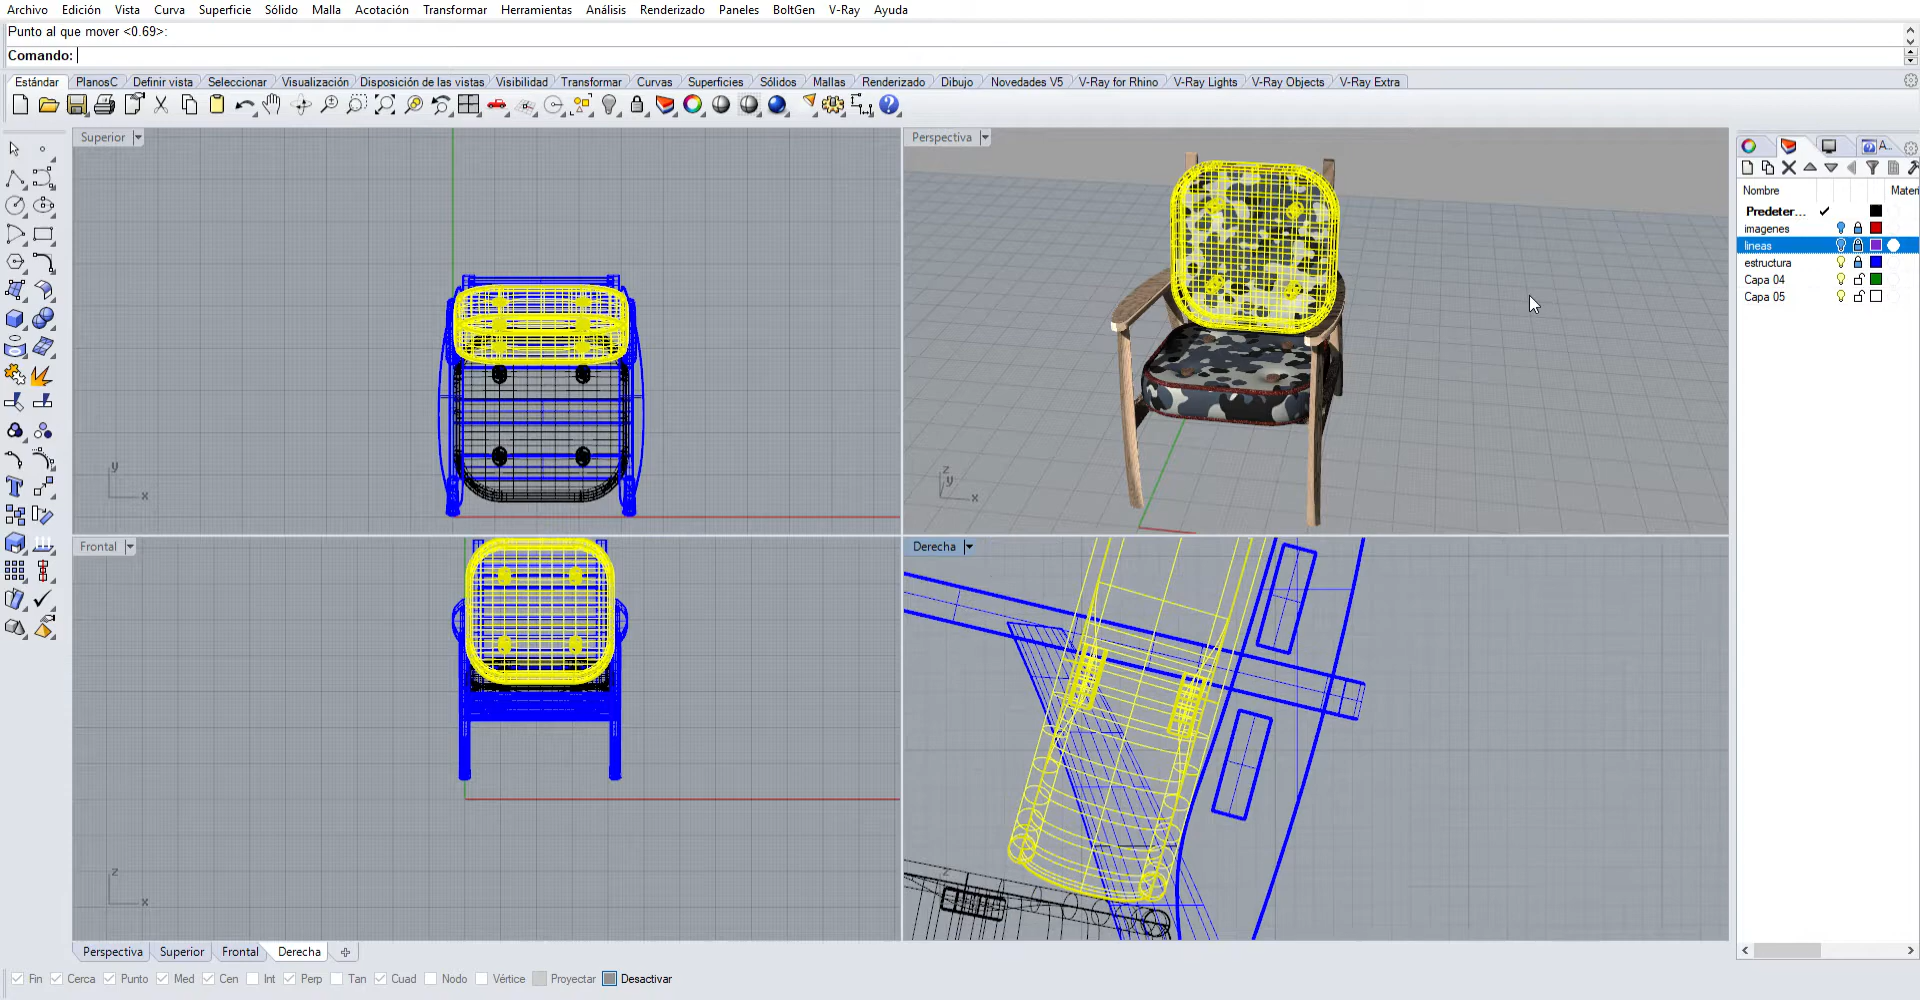 Archivo Edición Vista Curva Superficie Sólido Malla Acotación Transformar Herramientas Análisis Renderizado Paneles BoltGen V-Ray Ayuda
Punto al que mover <0.69>:
Comando:
Estándar PlanosC Definir vista Seleccionar Visualización Disposición de las vistas Visibilidad Transformar Curvas Superficies Sólidos Mallas Renderizado Dibujo Novedades V5 V-Ray for Rhino V-Ray Lights V-Ray Objects V-Ray Extra
Superior
Perspectiva
A...
Nombre Materi
Predeter...
imagenes
lineas
estructura
Capa 04
Capa 05
y
x
z
y
x
Frontal
Derecha
z
x
z
Perspectiva Superior Frontal Derecha
Fin Cerca Punto Med Cen Int Perp Tan Cuad Nodo Vértice Proyectar Desactivar